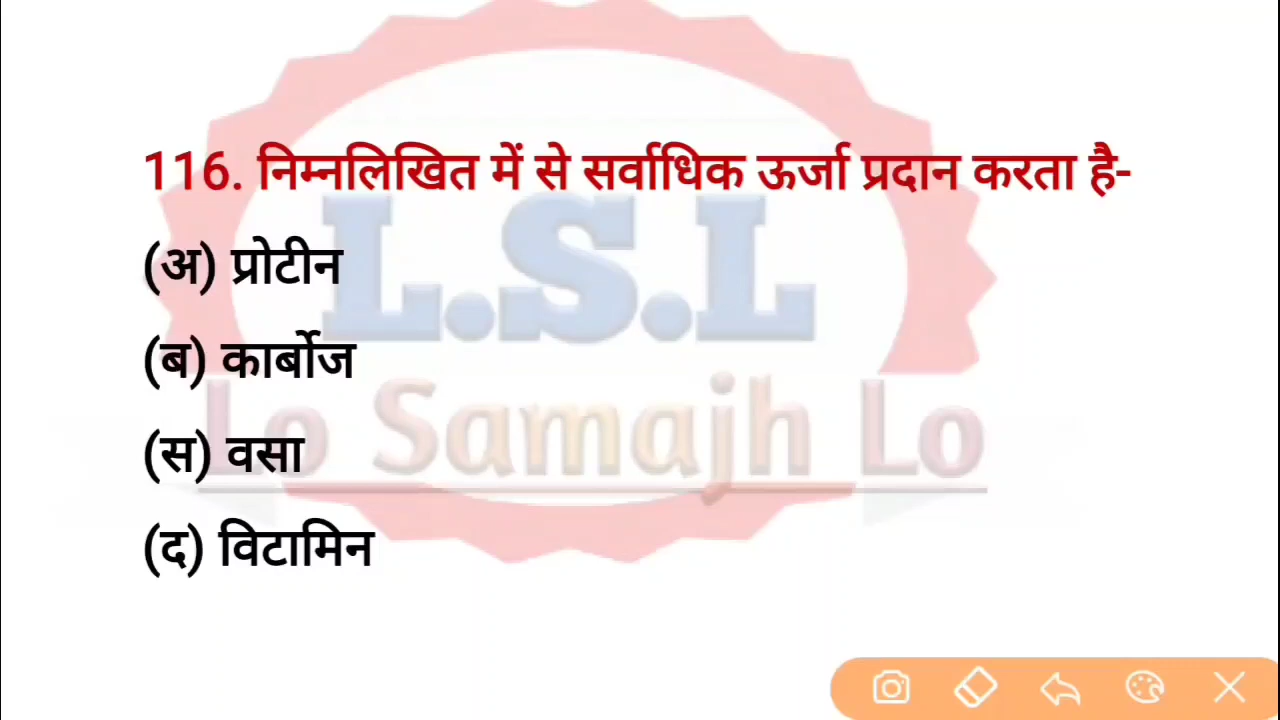 116. निम्नलिखित में से सर्वाधिक ऊर्जा प्रदान करता है-
(अ) प्रोटीन
L.S.L
(ब) कार्बोज
Lo Samajh Lo
(स) वसा
(द) विटामिन